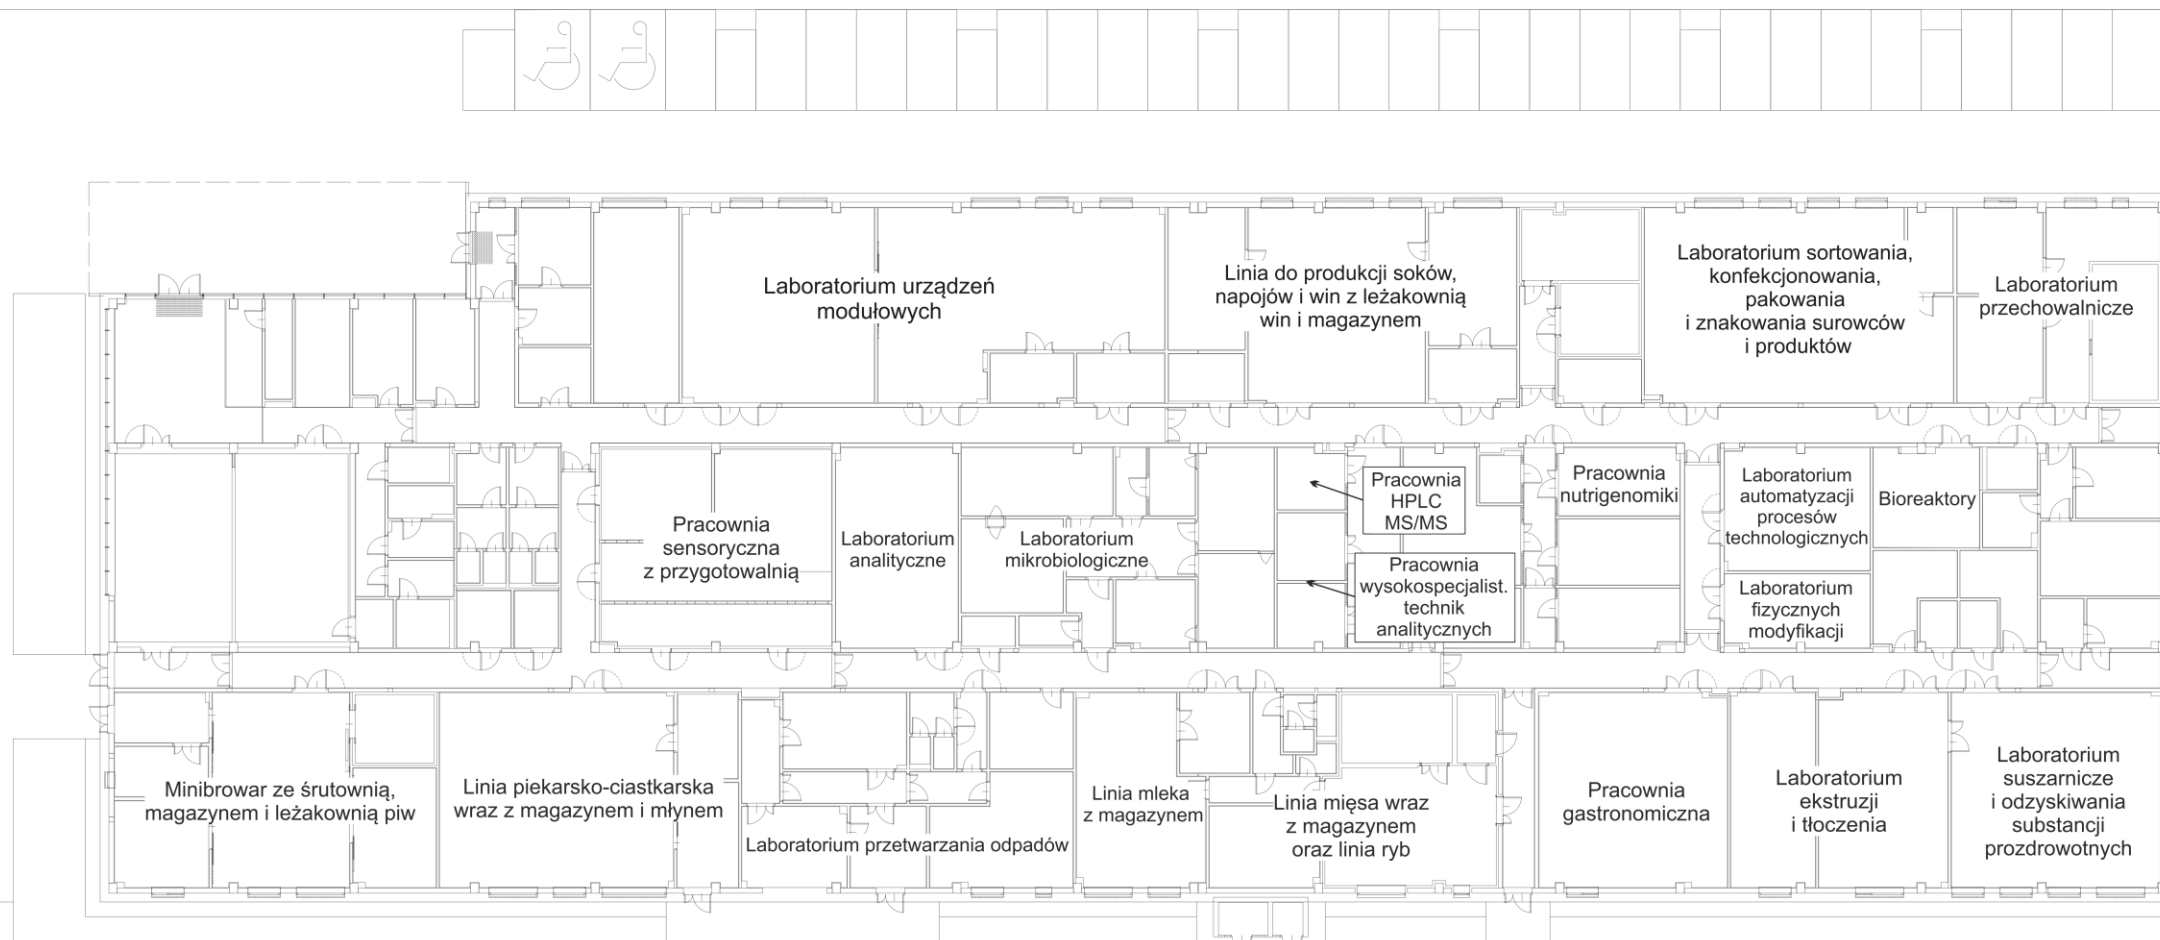 Laboratorium urządzeń
modułowych
Linia do produkcji soków,
napojów i win z leżakownią
win i magazynem
Laboratorium sortowania,
konfekcjonowania,
pakowania
i znakowania surowców
i produktów
Laboratorium
przechowalnicze
Pracownia
sensoryczna
z przygotowalnią
Laboratorium
analityczne
Laboratorium
mikrobiologiczne
Pracownia
HPLC
MS/MS
Pracownia
wysokospecjalist.
technik
analitycznych
Pracownia
nutrigenomiki
Laboratorium
automatyzacji
procesów
technologicznych
Laboratorium
fizycznych
modyfikacji
Bioreaktory
Minibrowar ze śrutownią,
magazynem i leżakownią piw
Linia piekarsko-ciastkarska
wraz z magazynem i młynem
Laboratorium przetwarzania odpadów
Linia mleka
z magazynem
Linia mięsa wraz
z magazynem
oraz linia ryb
Pracownia
gastronomiczna
Laboratorium
ekstruzji
i tłoczenia
Laboratorium
suszarnicze
i odzyskiwania
substancji
prozdrowotnych